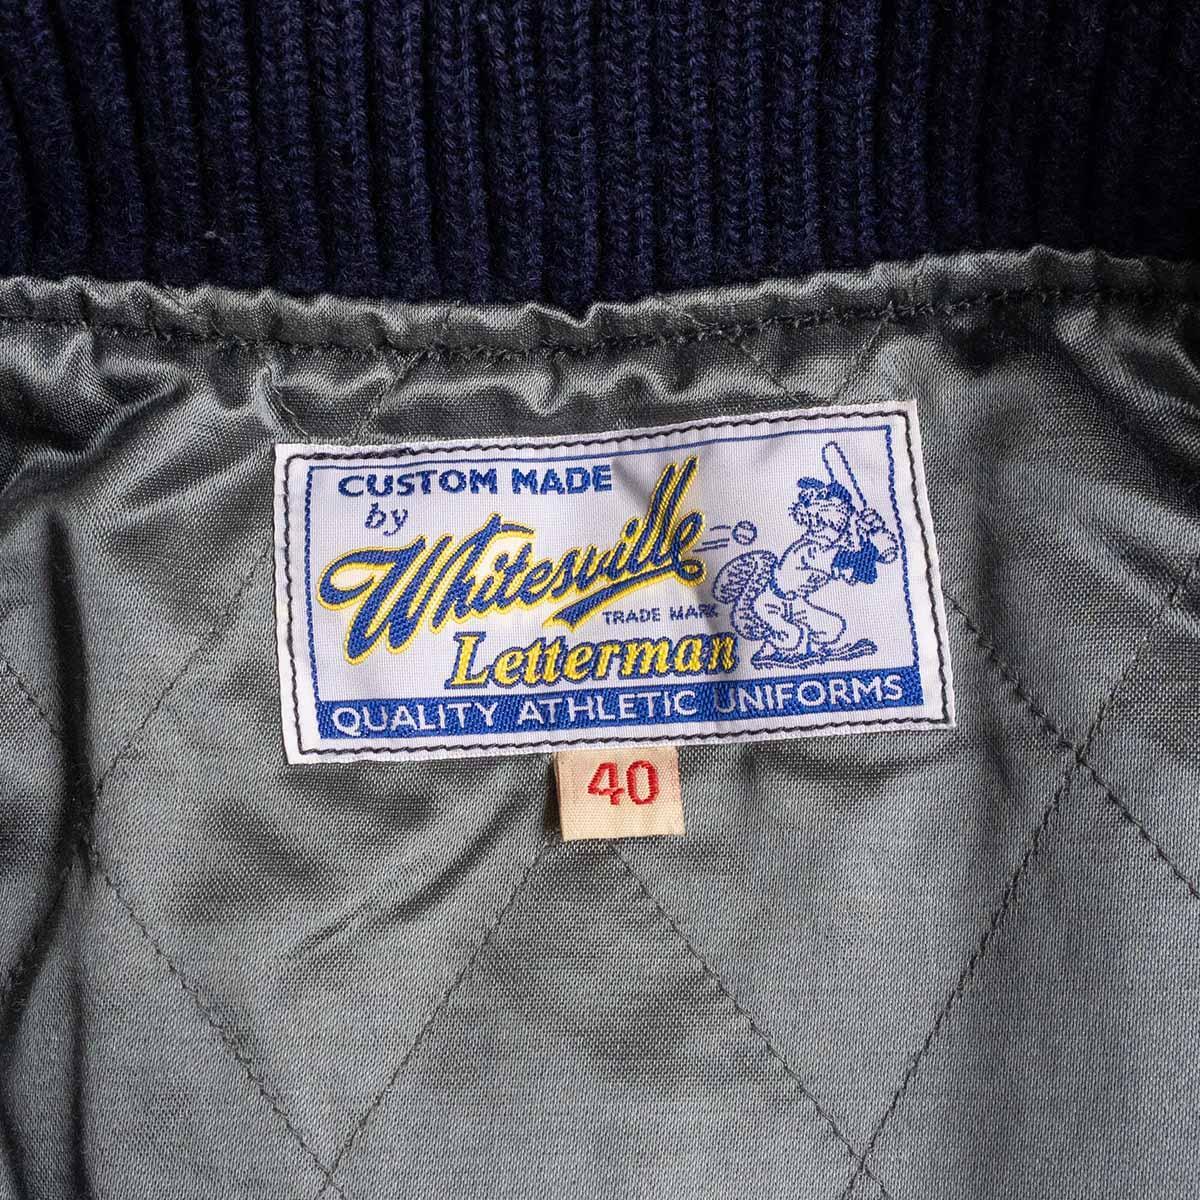 CUSTOM MADE
by
Whitesville
TRADE MARK
Letterman
QUALITY ATHLETIC UNIFORMS
40